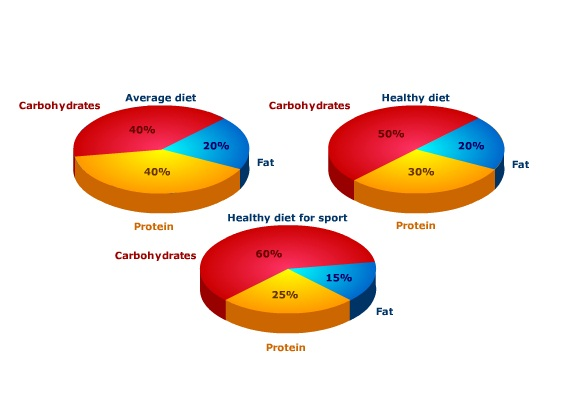 Average diet
Carbohydrates
40%
20%
40%
Fat
Protein
Healthy diet
Carbohydrates
50%
20%
30%
Fat
Protein
Healthy diet for sport
Carbohydrates
60%
15%
25%
Fat
Protein